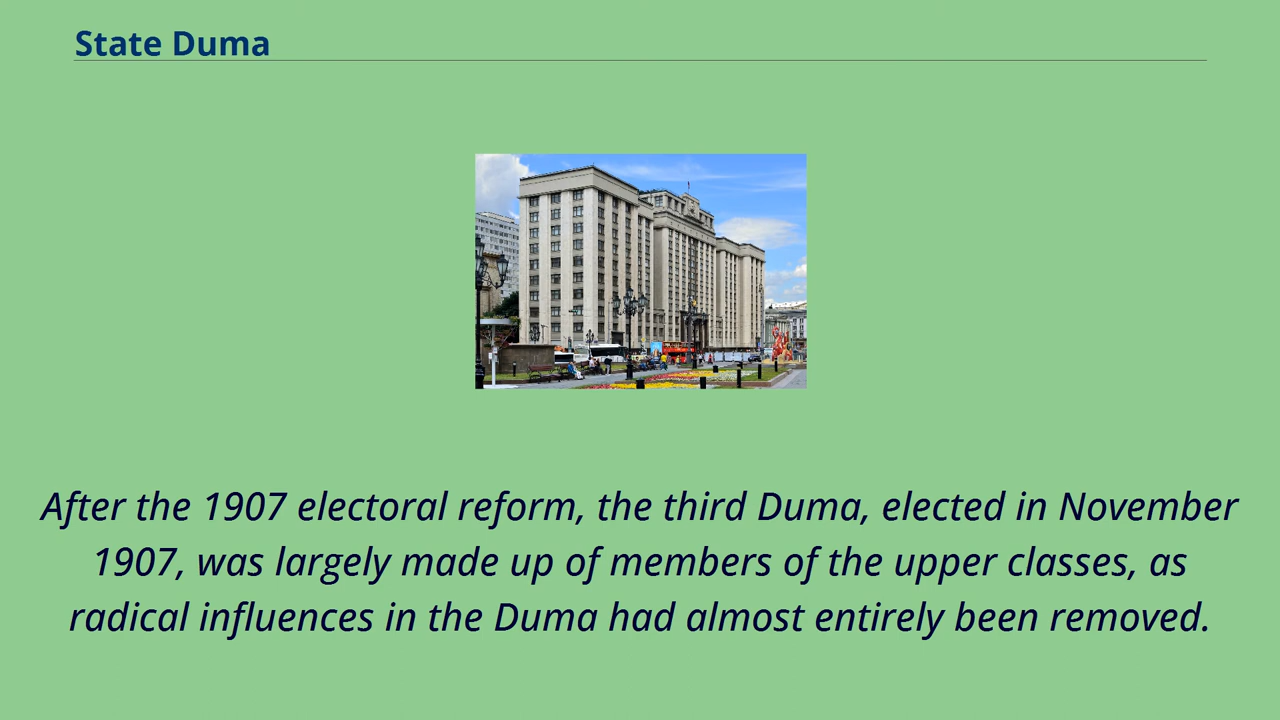 State Duma
After the 1907 electoral reform, the third Duma, elected in November
1907, was largely made up of members of the upper classes, as
radical influences in the Duma had almost entirely been removed.